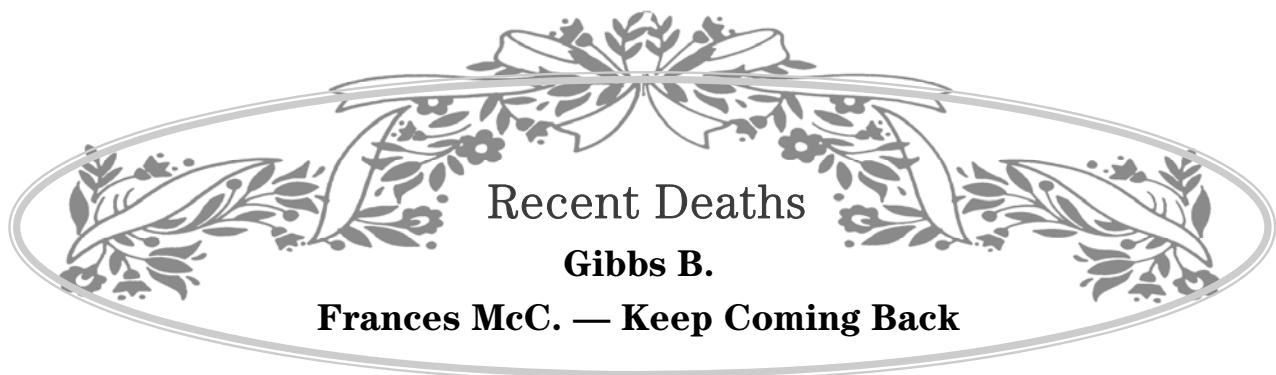 Recent Deaths
Gibbs B.
Frances McC. — Keep Coming Back